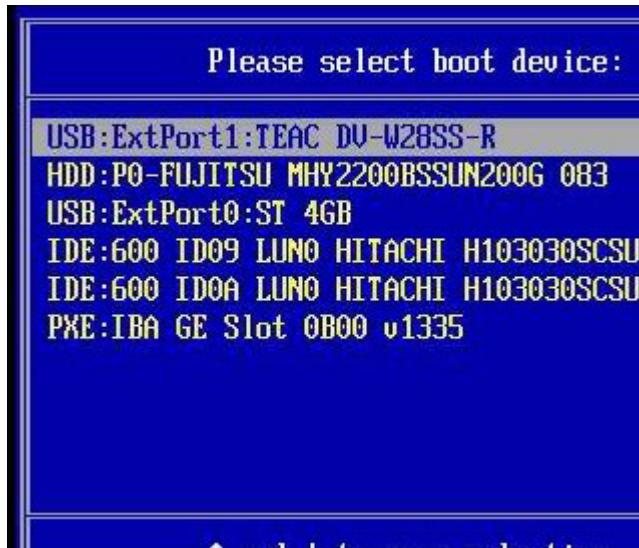 Please select boot device:
USB:ExtPort1:TEAC DV-W28SS-R
HDD:P0-FUJITSU MHY2200BSSUN200G 083
USB:ExtPort0:ST 4GB
IDE:600 ID09 LUN0 HITACHI H103030SCSU
IDE:600 ID0A LUN0 HITACHI H103030SCSU
PXE:IBA GE Slot 0B00 v1335